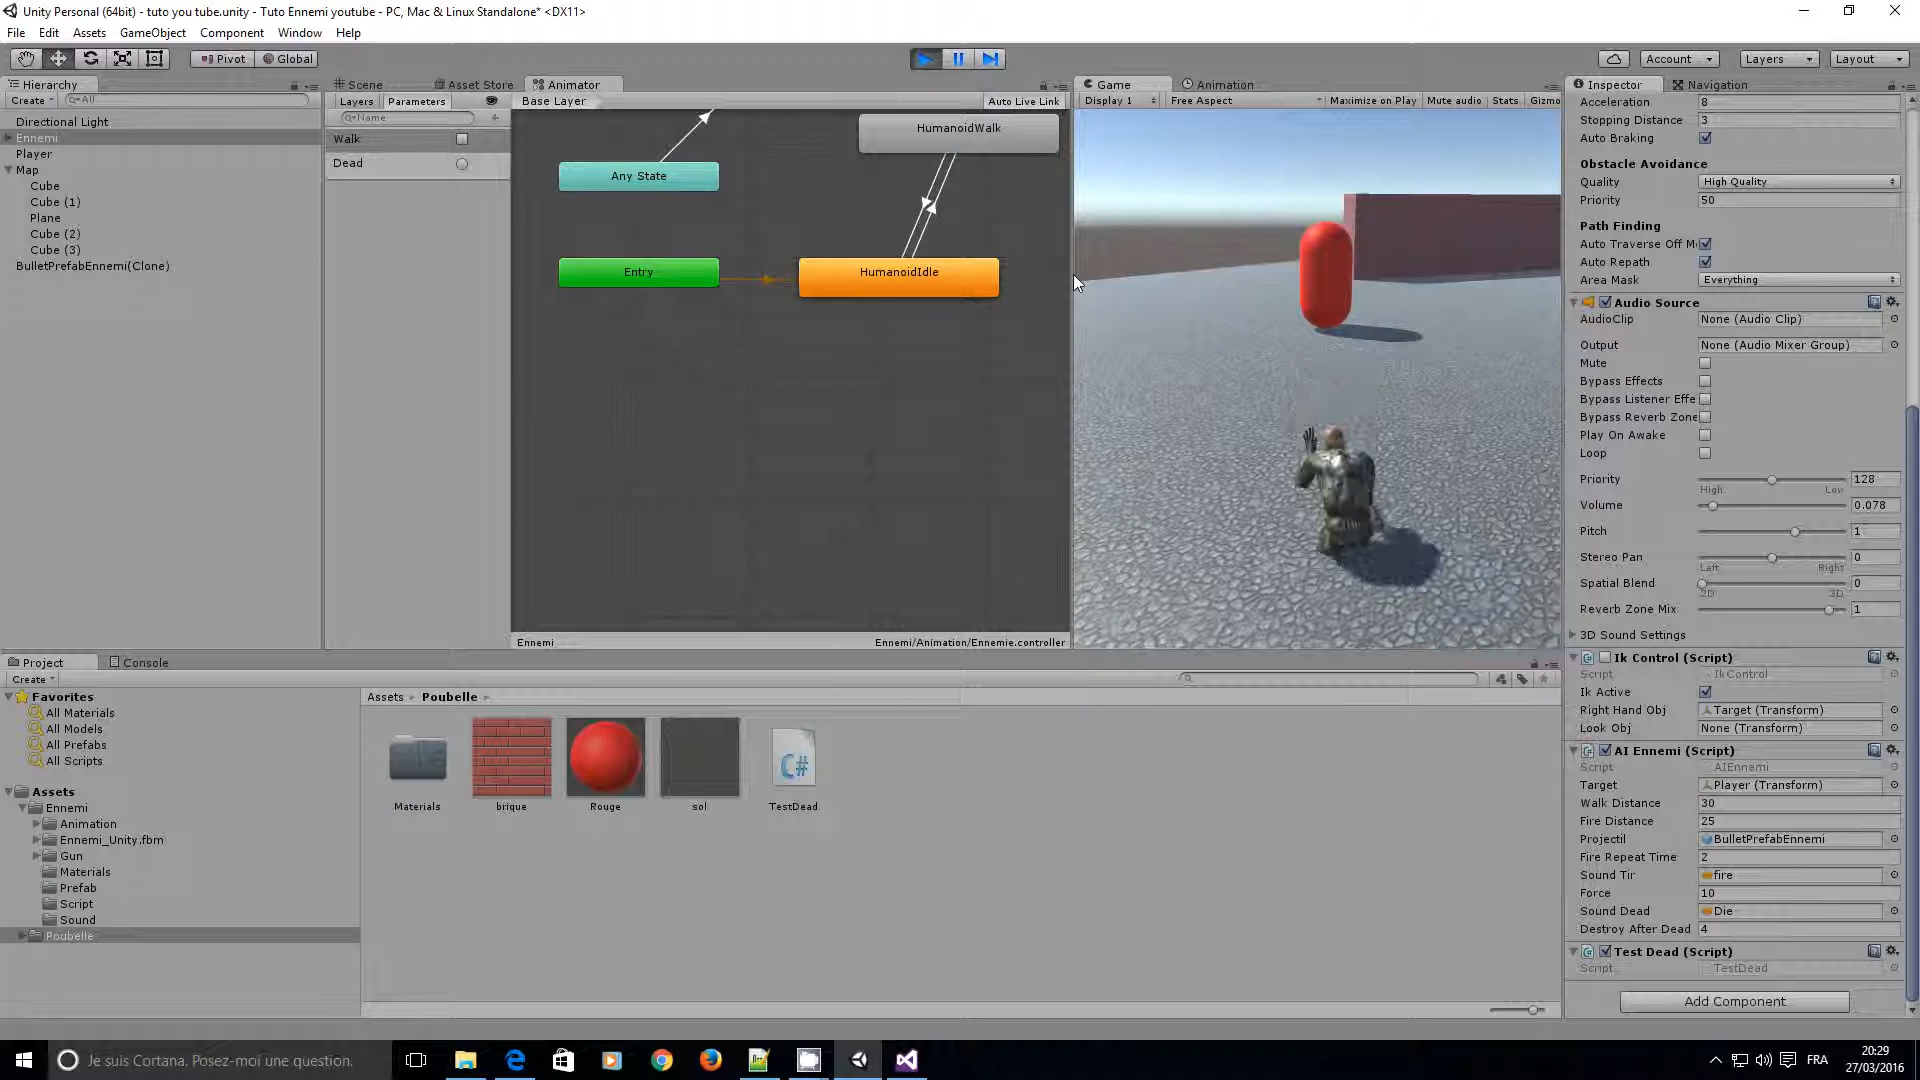 Unity Personal (64bit) - tuto you tube.unity - Tuto Ennemi youtube - PC, Mac & Linux Standalone* <DX11>
File Edit Assets GameObject Component Window Help
Pivot Global Account Layers Layout
Hierarchy
Create All
Directional Light
Ennemi
Player
Map
Cube
Cube (1)
Plane
Cube (2)
Cube (3)
BulletPrefabEnnemi(Clone)
Scene Asset Store Animator
Layers Parameters Base Layer Auto Live Link
Name
Walk
Dead
HumanoidWalk
Any State
Entry
HumanoidIdle
Ennemi Ennemi/Animation/Ennemie.controller
Game Animation
Display 1 Free Aspect Maximize on Play Mute audio Stats Gizmo
Inspector Navigation
Acceleration 8
Stopping Distance 3
Auto Braking
Obstacle Avoidance
Quality High Quality
Priority 50
Path Finding
Auto Traverse Off M
Auto Repath
Area Mask Everything
Audio Source
AudioClip None (Audio Clip)
Output None (Audio Mixer Group)
Mute
Bypass Effects
Bypass Listener Effe
Bypass Reverb Zone
Play On Awake
Loop
Priority 128
High Low
Volume 0.078
Pitch 1
Stereo Pan 0
Left Right
Spatial Blend 0
2D 3D
Reverb Zone Mix 1
3D Sound Settings
Ik Control (Script)
Script IkControl
Ik Active
Right Hand Obj Target (Transform)
Look Obj None (Transform)
AI Ennemi (Script)
Script AIEnnemi
Target Player (Transform)
Walk Distance 30
Fire Distance 25
Projectil BulletPrefabEnnemi
Fire Repeat Time 2
Sound Tir fire
Force 10
Sound Dead Die
Destroy After Dead 4
Test Dead (Script)
Script TestDead
Add Component
Project Console
Create
Favorites
All Materials
All Models
All Prefabs
All Scripts
Assets
Ennemi
Animation
Ennemi_Unity.fbm
Gun
Materials
Prefab
Script
Sound
Poubelle
Assets Poubelle
C#
Materials brique Rouge sol TestDead
Je suis Cortana. Posez-moi une question.
FRA
20:29
27/03/2016